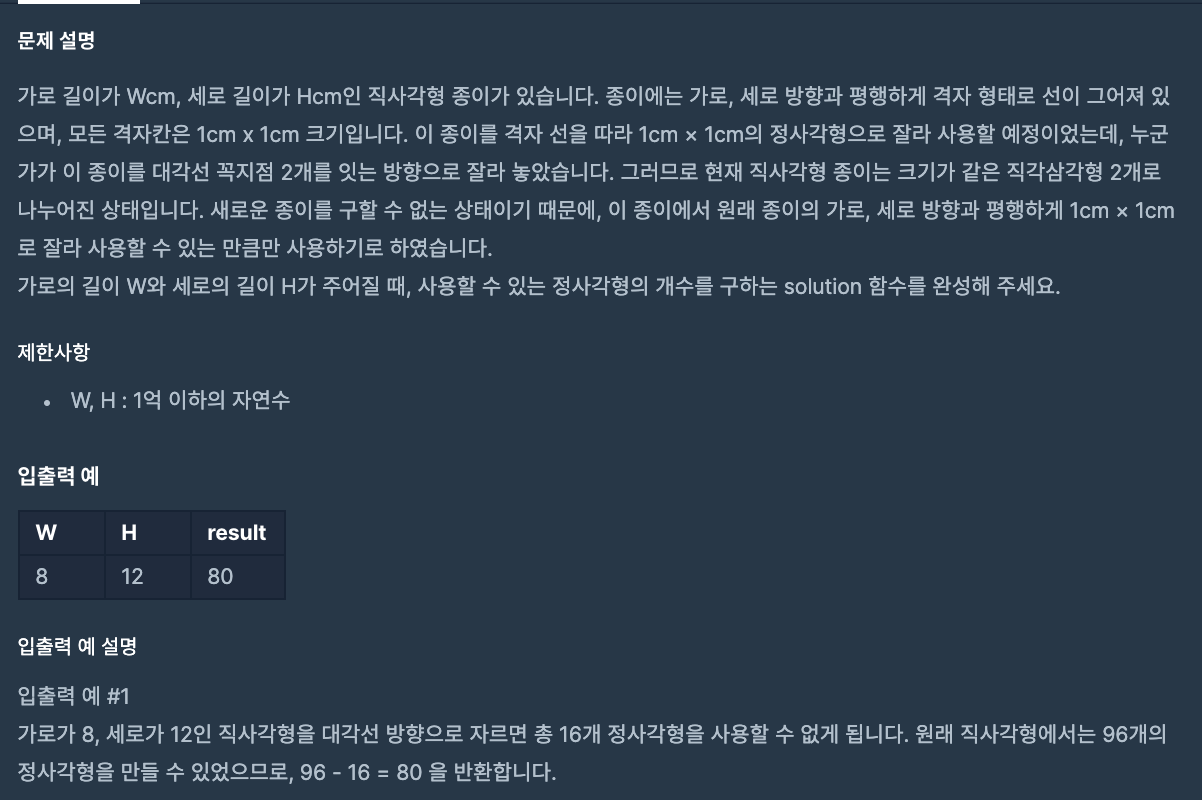 문제 설명
가로 길이가 Wcm, 세로 길이가 Hcm인 직사각형 종이가 있습니다. 종이에는 가로, 세로 방향과 평행하게 격자 형태로 선이 그어져 있
으며, 모든 격자칸은 1cm x 1cm 크기입니다. 이 종이를 격자 선을 따라 1cm × 1cm의 정사각형으로 잘라 사용할 예정이었는데, 누군
가가 이 종이를 대각선 꼭지점 2개를 잇는 방향으로 잘라 놓았습니다. 그러므로 현재 직사각형 종이는 크기가 같은 직각삼각형 2개로
나누어진 상태입니다. 새로운 종이를 구할 수 없는 상태이기 때문에, 이 종이에서 원래 종이의 가로, 세로 방향과 평행하게 1cm × 1cm
로 잘라 사용할 수 있는 만큼만 사용하기로 하였습니다.
가로의 길이 W와 세로의 길이 H가 주어질 때, 사용할 수 있는 정사각형의 개수를 구하는 solution 함수를 완성해 주세요.
제한사항
• W, H : 1억 이하의 자연수
입출력 예
W H result
8 12 80
입출력 예 설명
입출력 예 #1
가로가 8, 세로가 12인 직사각형을 대각선 방향으로 자르면 총 16개 정사각형을 사용할 수 없게 됩니다. 원래 직사각형에서는 96개의
정사각형을 만들 수 있었으므로, 96 - 16 = 80 을 반환합니다.